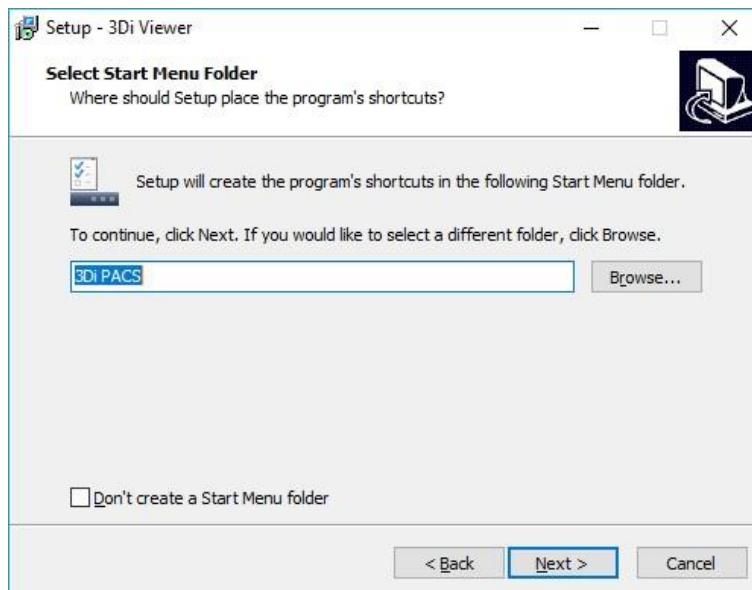 Setup - 3Di Viewer
Select Start Menu Folder
Where should Setup place the program's shortcuts?
Setup will create the program's shortcuts in the following Start Menu folder.
To continue, click Next. If you would like to select a different folder, click Browse.
3Di PACS
Browse...
Don't create a Start Menu folder
< Back
Next >
Cancel